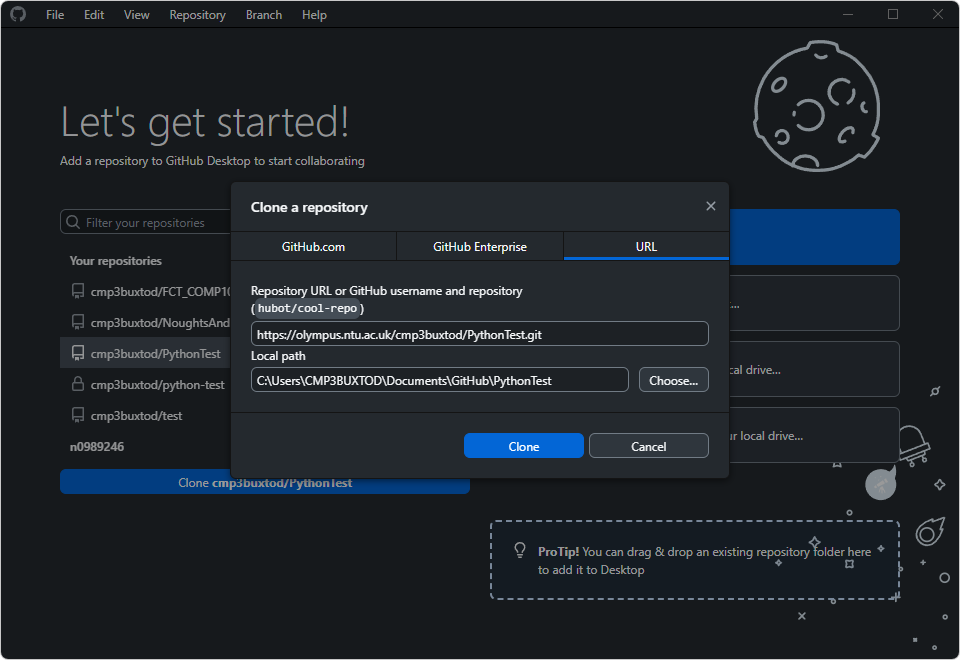 File Edit View Repository Branch Help
Let's get started!
Add a repository to GitHub Desktop to start collaborating
Filter your repositories
Your repositories
cmp3buxtod/FCT_COMP10
cmp3buxtod/NoughtsAnd
cmp3buxtod/PythonTest
cmp3buxtod/python-test
cmp3buxtod/test
n0989246
Clone cmp3buxtod/PythonTest
Clone a repository
GitHub.com GitHub Enterprise URL
Repository URL or GitHub username and repository
(hubot/cool-repo)
https://olympus.ntu.ac.uk/cmp3buxtod/PythonTest.git
Local path
C:\Users\CMP3BUXTOD\Documents\GitHub\PythonTest Choose...
Clone Cancel
...
cal drive...
ur local drive...
ProTip! You can drag & drop an existing repository folder here
to add it to Desktop